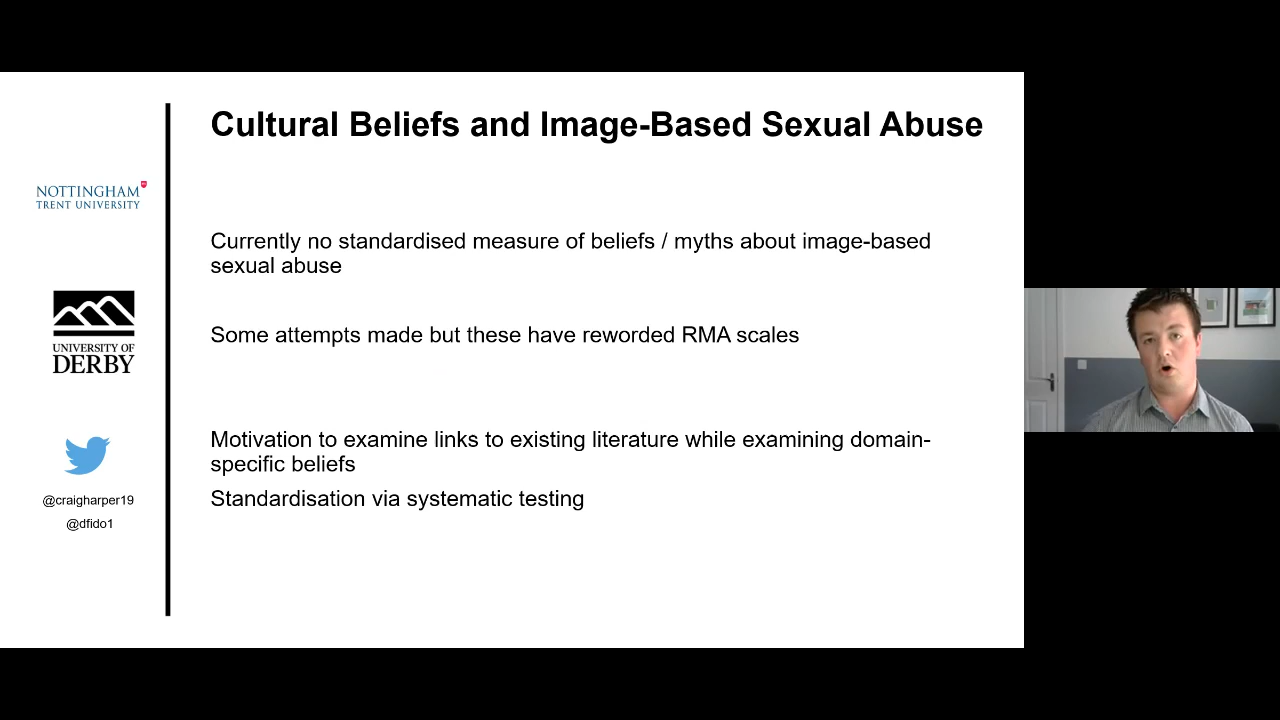 Cultural Beliefs and Image-Based Sexual Abuse
NOTTINGHAM
TRENT UNIVERSITY
Currently no standardised measure of beliefs / myths about image-based
sexual abuse
Some attempts made but these have reworded RMA scales
UNIVERSITY OF
DERBY
Motivation to examine links to existing literature while examining domain-
specific beliefs
Standardisation via systematic testing
@craigharper19
@dfido1